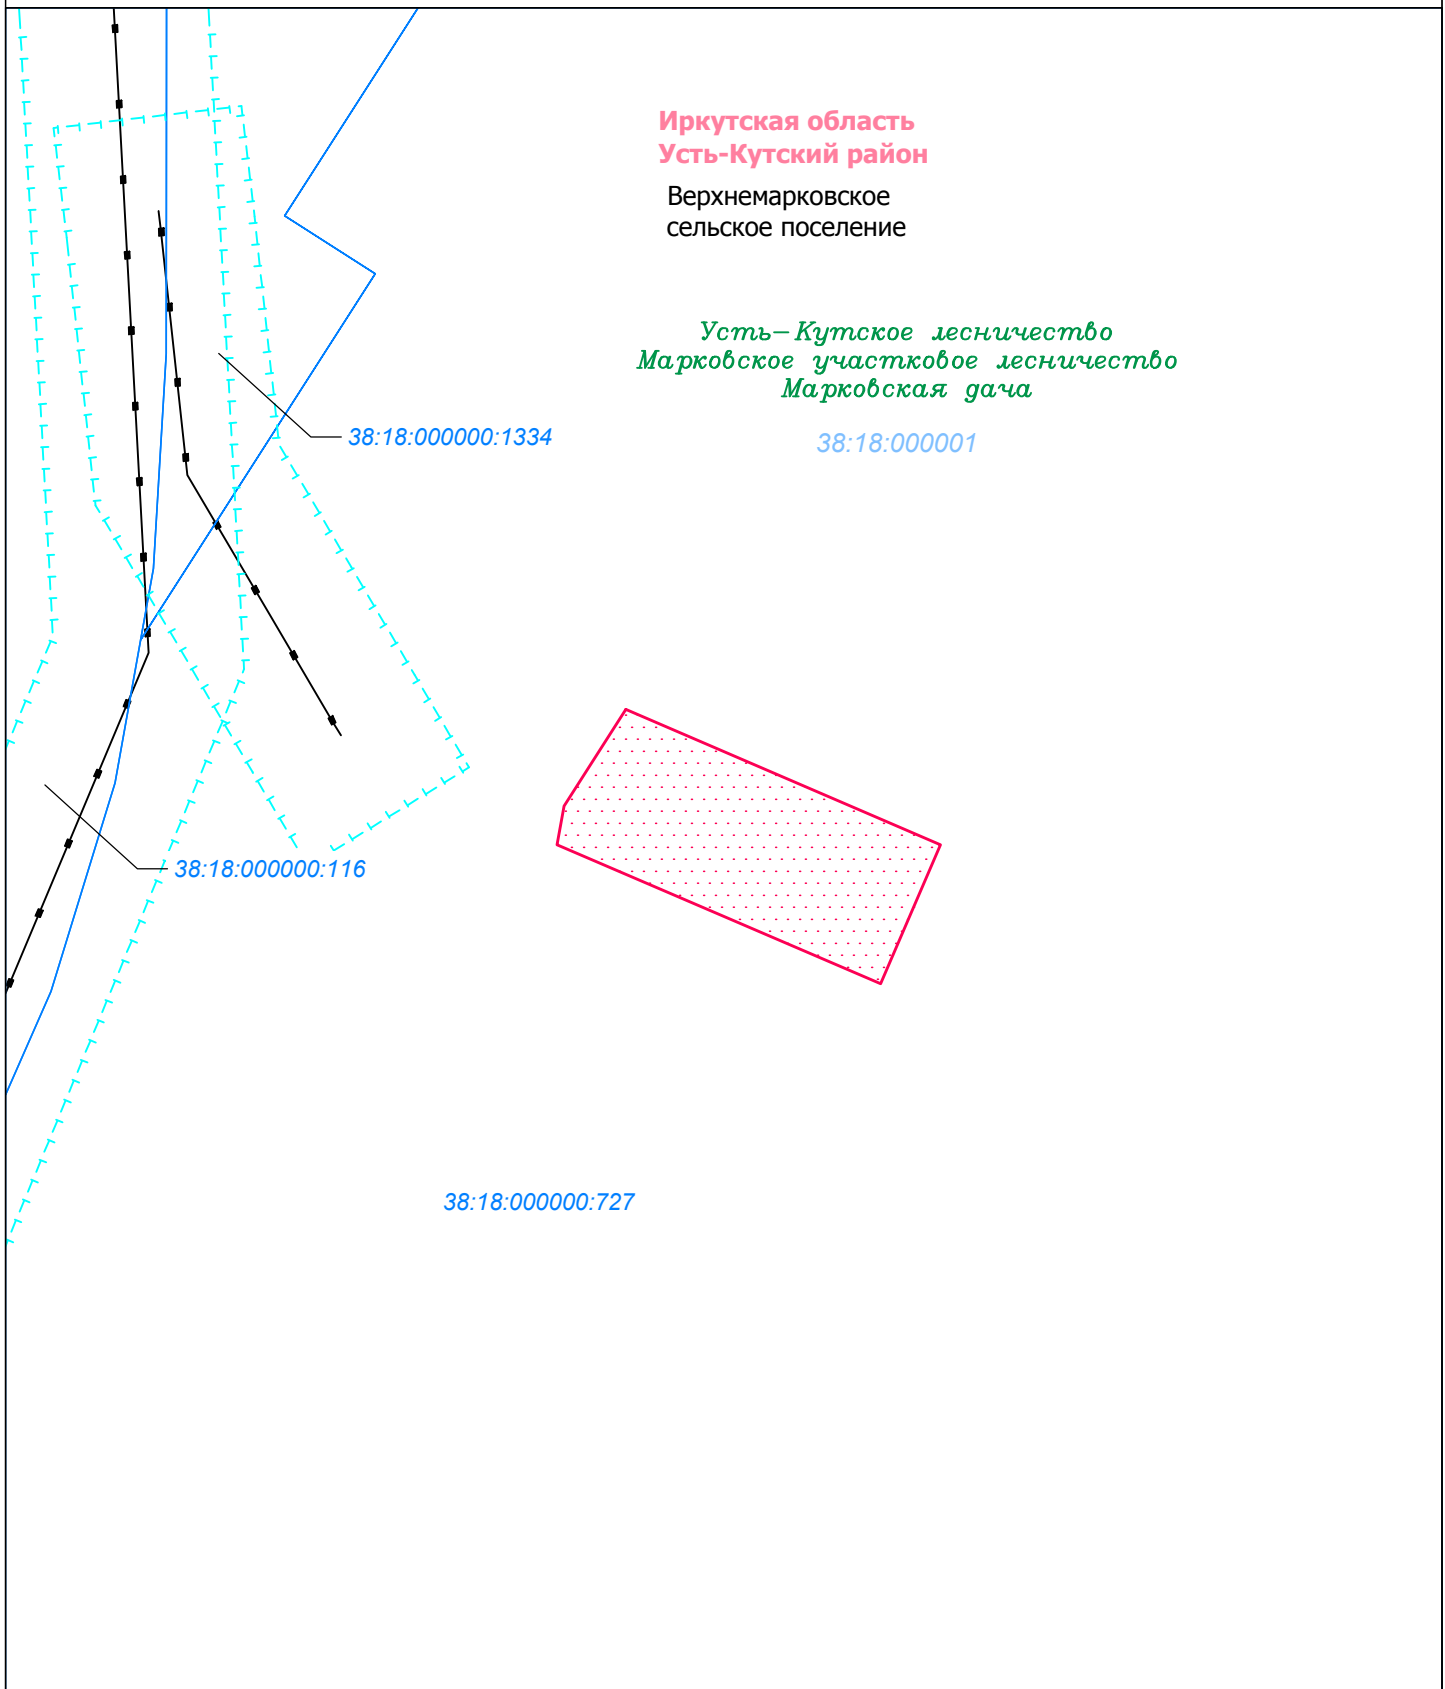 Иркутская область
Усть-Кутский район
Верхнемарковское
сельское поселение
Усть-Кутское лесничество
Марковское участковое лесничество
Марковская дача
38:18:000000:1334
38:18:000001
38:18:000000:116
38:18:000000:727